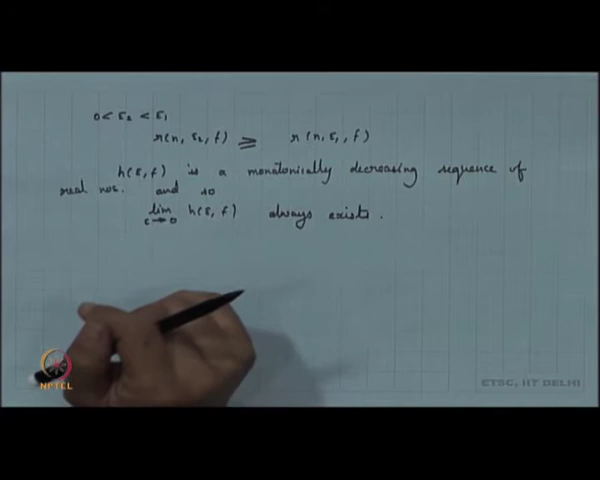 0 < ε₂ < ε₁
r(n, ε₂, f) ≥ r(n, ε₁, f)
h(ε, f) is a monotonically decreasing sequence of
real nos. and so
lim h(ε, f) always exists.
ε→0
NPTEL
ETSC, IIT DELHI